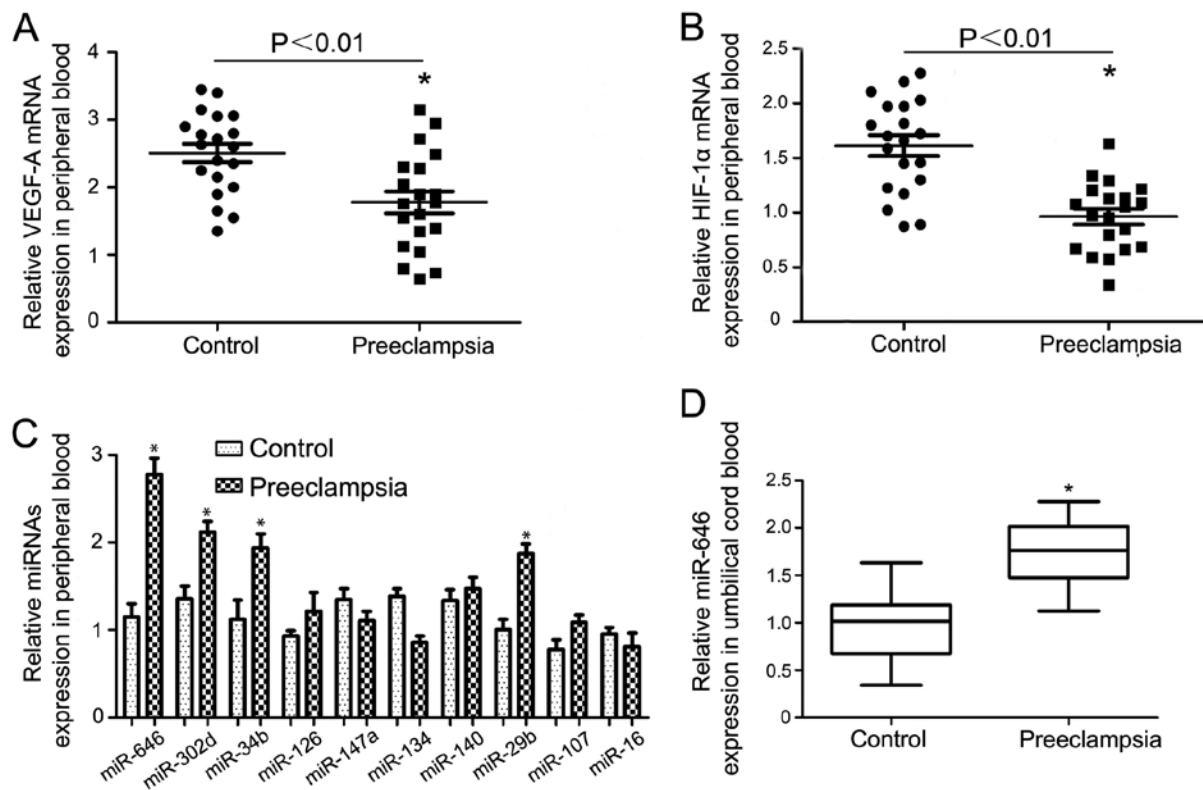 A
P<0.01
*
Relative VEGF-A mRNA
expression in peripheral blood
4
3
2
1
0
Control
Preeclampsia
B
P<0.01
*
Relative HIF-1α mRNA
expression in peripheral blood
2.5
2.0
1.5
1.0
0.5
0
Control
Preeclampsia
C
Control
Preeclampsia
Relative miRNAs
expression in peripheral blood
3
2
1
0
*
*
*
*
miR-646
miR-302d
miR-34b
miR-126
miR-147a
miR-134
miR-140
miR-29b
miR-107
miR-16
D
Relative miR-646
expression in umbilical cord blood
2.5
2.0
1.5
1.0
0.5
0
*
Control
Preeclampsia